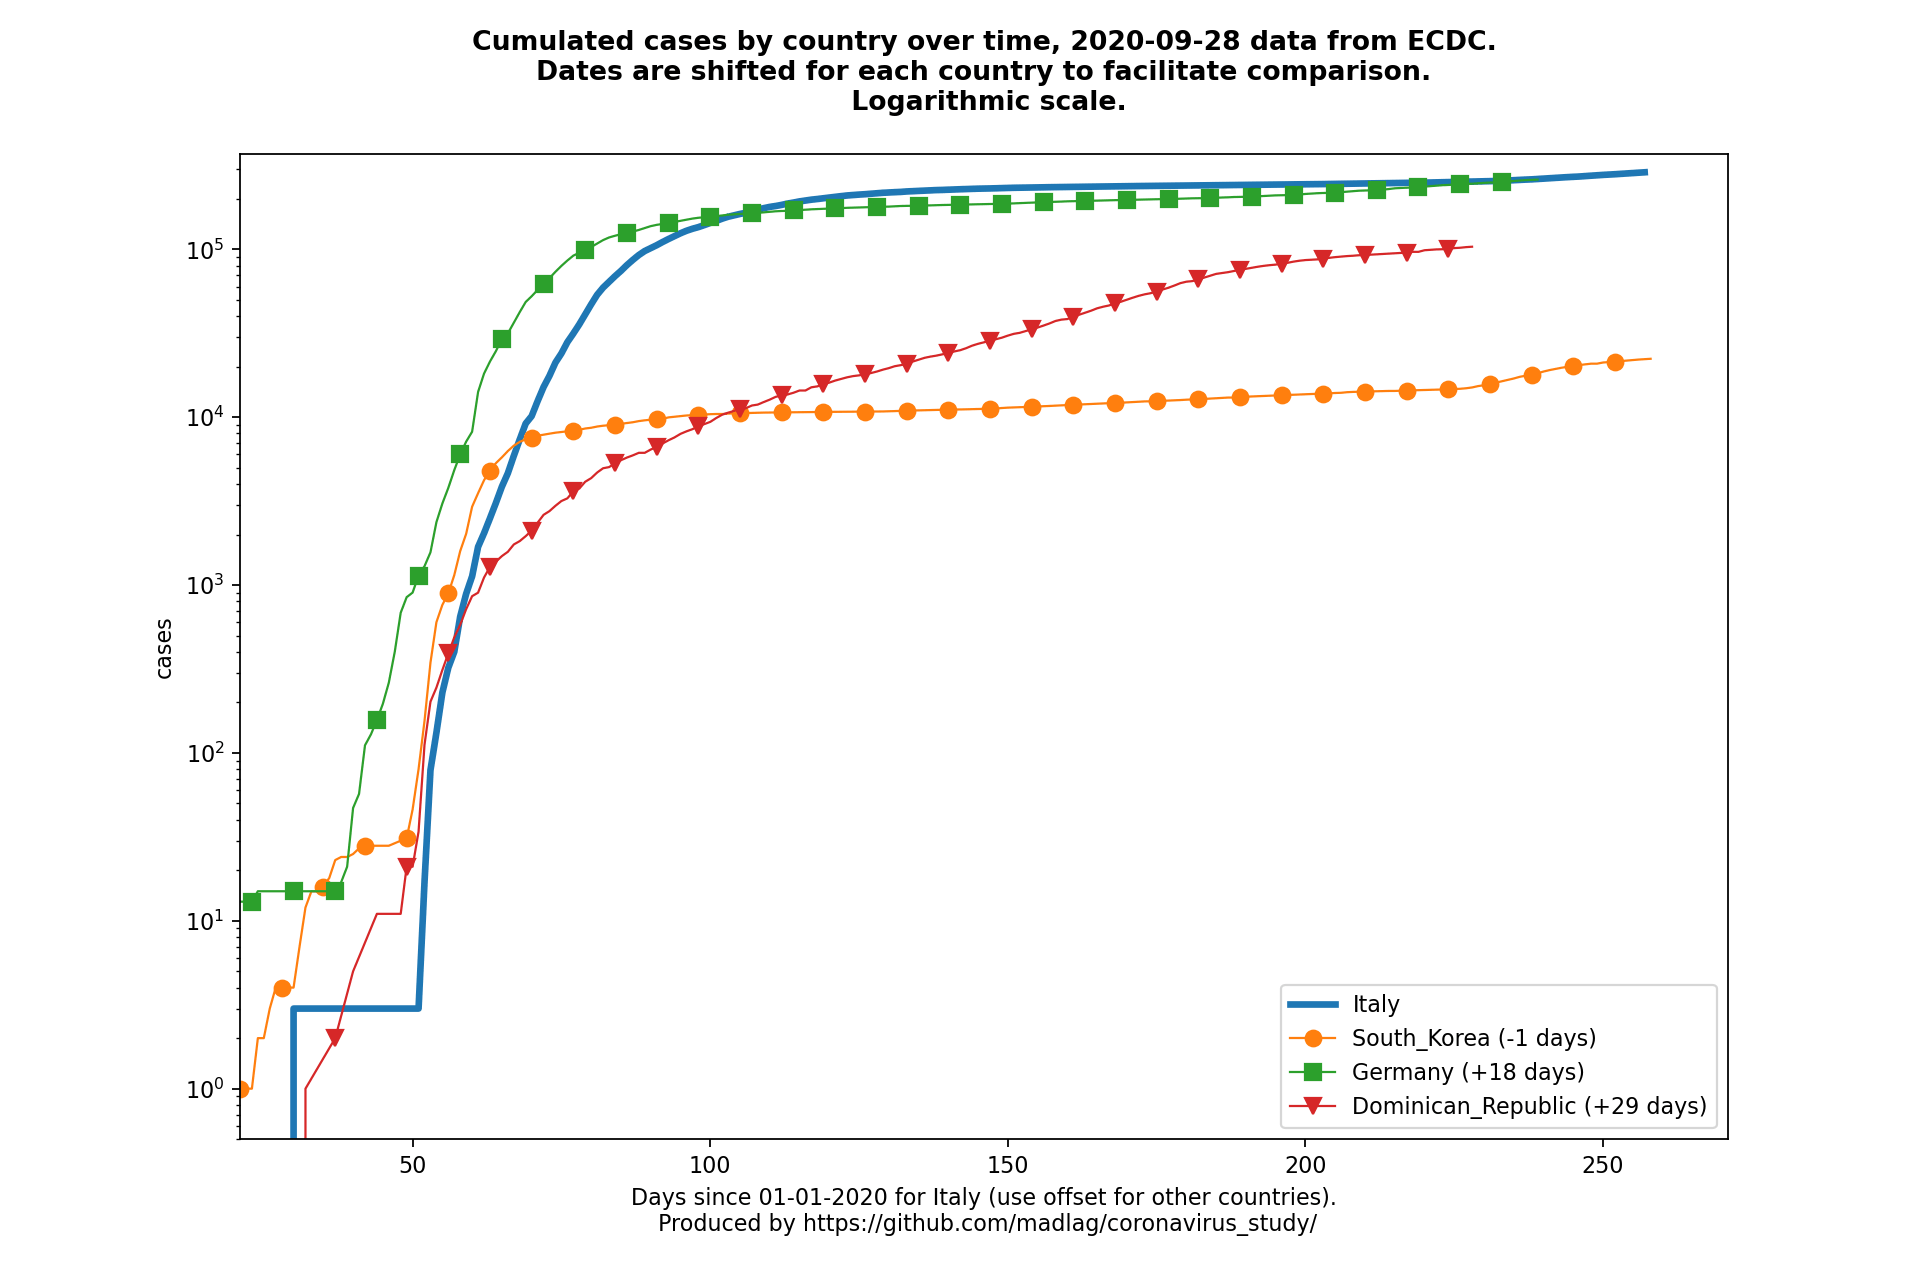 Cumulated cases by country over time, 2020-09-28 data from ECDC.
Dates are shifted for each country to facilitate comparison.
Logarithmic scale.
10^5
10^4
10^3
10^2
10^1
10^0
cases
50
100
150
200
250
Italy
South_Korea (-1 days)
Germany (+18 days)
Dominican_Republic (+29 days)
Days since 01-01-2020 for Italy (use offset for other countries).
Produced by https://github.com/madlag/coronavirus_study/